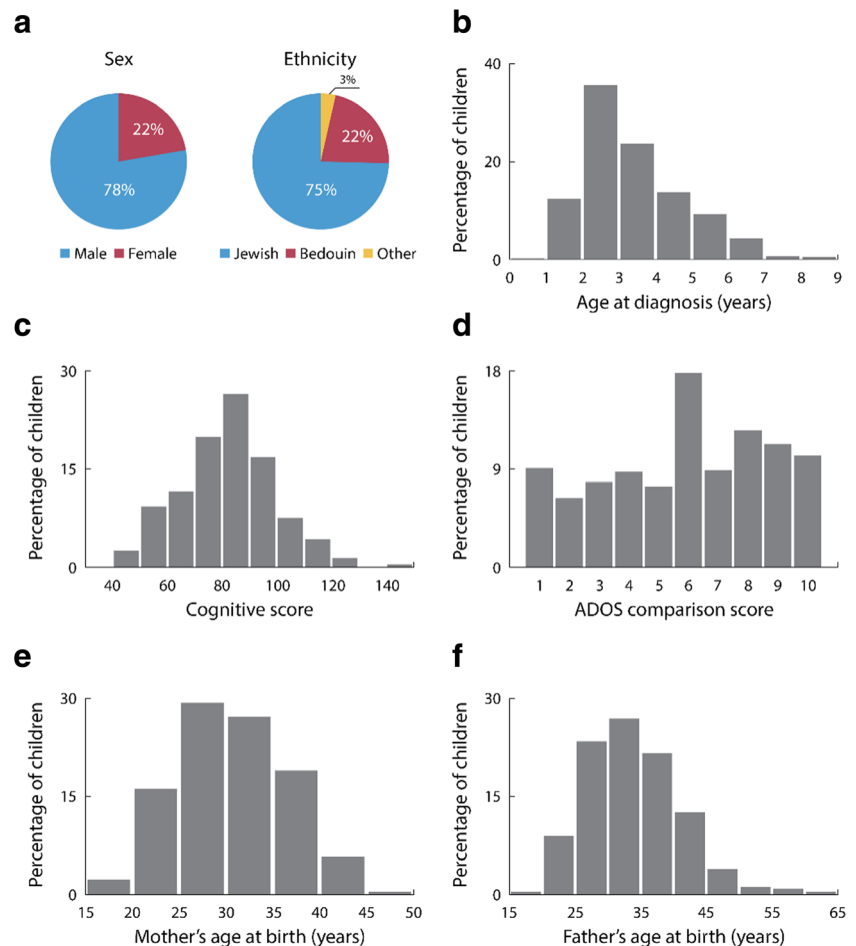 a
Sex
Ethnicity
3%
22%
78%
22%
75%
Male Female
Jewish Bedouin Other
b
Percentage of children
40
20
0
0 1 2 3 4 5 6 7 8 9
Age at diagnosis (years)
c
Percentage of children
30
15
0
40 60 80 100 120 140
Cognitive score
d
Percentage of children
18
9
0
1 2 3 4 5 6 7 8 9 10
ADOS comparison score
e
Percentage of children
30
15
0
15 20 25 30 35 40 45 50
Mother's age at birth (years)
f
Percentage of children
30
15
0
15 25 35 45 55 65
Father's age at birth (years)